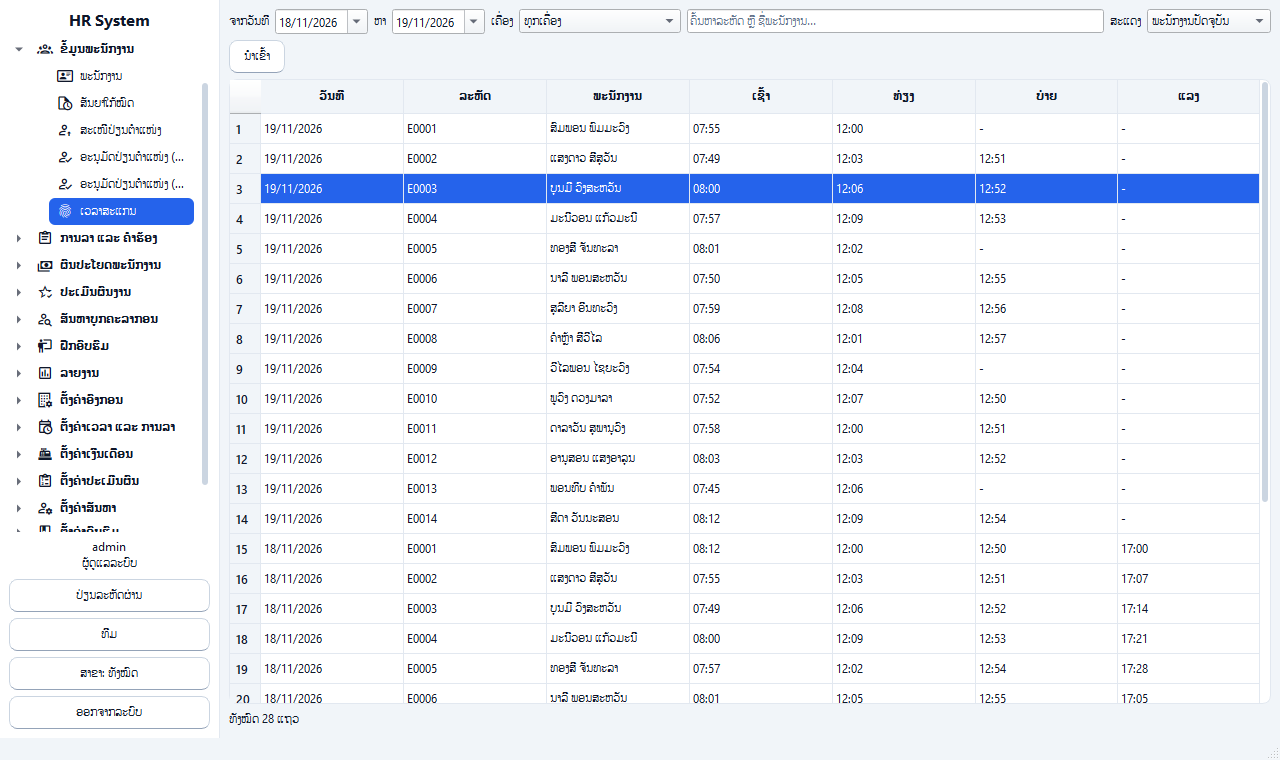 HR System
ຂໍ້ມູນພະນັກງານ
ພະນັກງານ
ສັນຍາໃກ້ໝົດ
ສະເໜີປ່ຽນຕຳແໜ່ງ
ອະນຸມັດປ່ຽນຕຳແໜ່ງ (...
ອະນຸມັດປ່ຽນຕຳແໜ່ງ (...
ເວລາສະແກນ
ການລາ ແລະ ຄຳຮ້ອງ
ຜົນປະໂຫຍດພະນັກງານ
ປະເມີນຜົນງານ
ສັນຫາບຸກຄະລາກອນ
ຝຶກອົບຮົມ
ລາຍງານ
ຕັ້ງຄ່າອົງກອນ
ຕັ້ງຄ່າເວລາ ແລະ ການລາ
ຕັ້ງຄ່າເງິນເດືອນ
ຕັ້ງຄ່າປະເມີນຜົນ
ຕັ້ງຄ່າສັນຫາ
admin
ຜູ້ດູແລລະບົບ
ປ່ຽນລະຫັດຜ່ານ
ທີມ
ສາຂາ: ທັງໝົດ
ອອກຈາກລະບົບ
ຈາກວັນທີ 18/11/2026 ຫາ 19/11/2026 ເຄື່ອງ ທຸກເຄື່ອງ ຄົ້ນຫາລະຫັດ ຫຼື ຊື່ພະນັກງານ... ສະແດງ ພະນັກງານປັດຈຸບັນ
ນຳເຂົ້າ
ວັນທີ ລະຫັດ ພະນັກງານ ເຊົ້າ ທ່ຽງ ບ່າຍ ແລງ
1 19/11/2026 E0001 ສົມພອນ ພົມມະວົງ 07:55 12:00 - -
2 19/11/2026 E0002 ແສງດາວ ສີສຸວັນ 07:49 12:03 12:51 -
3 19/11/2026 E0003 ບຸນມີ ວົງສະຫວັນ 08:00 12:06 12:52 -
4 19/11/2026 E0004 ມະນີວອນ ແກ້ວມະນີ 07:57 12:09 12:53 -
5 19/11/2026 E0005 ທອງສີ ຈັນທະລາ 08:01 12:02 - -
6 19/11/2026 E0006 ນາລີ ພອນສະຫວັນ 07:50 12:05 12:55 -
7 19/11/2026 E0007 ສຸລິຍາ ອິນທະວົງ 07:59 12:08 12:56 -
8 19/11/2026 E0008 ຄຳຫຼ້າ ສີວິໄລ 08:06 12:01 12:57 -
9 19/11/2026 E0009 ວິໄລພອນ ໄຊຍະວົງ 07:54 12:04 - -
10 19/11/2026 E0010 ພູວົງ ດວງມາລາ 07:52 12:07 12:50 -
11 19/11/2026 E0011 ດາລາວັນ ສຸພານຸວົງ 07:58 12:00 12:51 -
12 19/11/2026 E0012 ອານຸສອນ ແສງອາລຸນ 08:03 12:03 12:52 -
13 19/11/2026 E0013 ພອນທິບ ຄຳພັນ 07:45 12:06 - -
14 19/11/2026 E0014 ສີດາ ວັນນະສອນ 08:12 12:09 12:54 -
15 18/11/2026 E0001 ສົມພອນ ພົມມະວົງ 08:12 12:00 12:50 17:00
16 18/11/2026 E0002 ແສງດາວ ສີສຸວັນ 07:55 12:03 12:51 17:07
17 18/11/2026 E0003 ບຸນມີ ວົງສະຫວັນ 07:49 12:06 12:52 17:14
18 18/11/2026 E0004 ມະນີວອນ ແກ້ວມະນີ 08:00 12:09 12:53 17:21
19 18/11/2026 E0005 ທອງສີ ຈັນທະລາ 07:57 12:02 12:54 17:28
20 18/11/2026 E0006 ນາລີ ພອນສະຫວັນ 08:01 12:05 12:55 17:05
ທັງໝົດ 28 ແຖວ